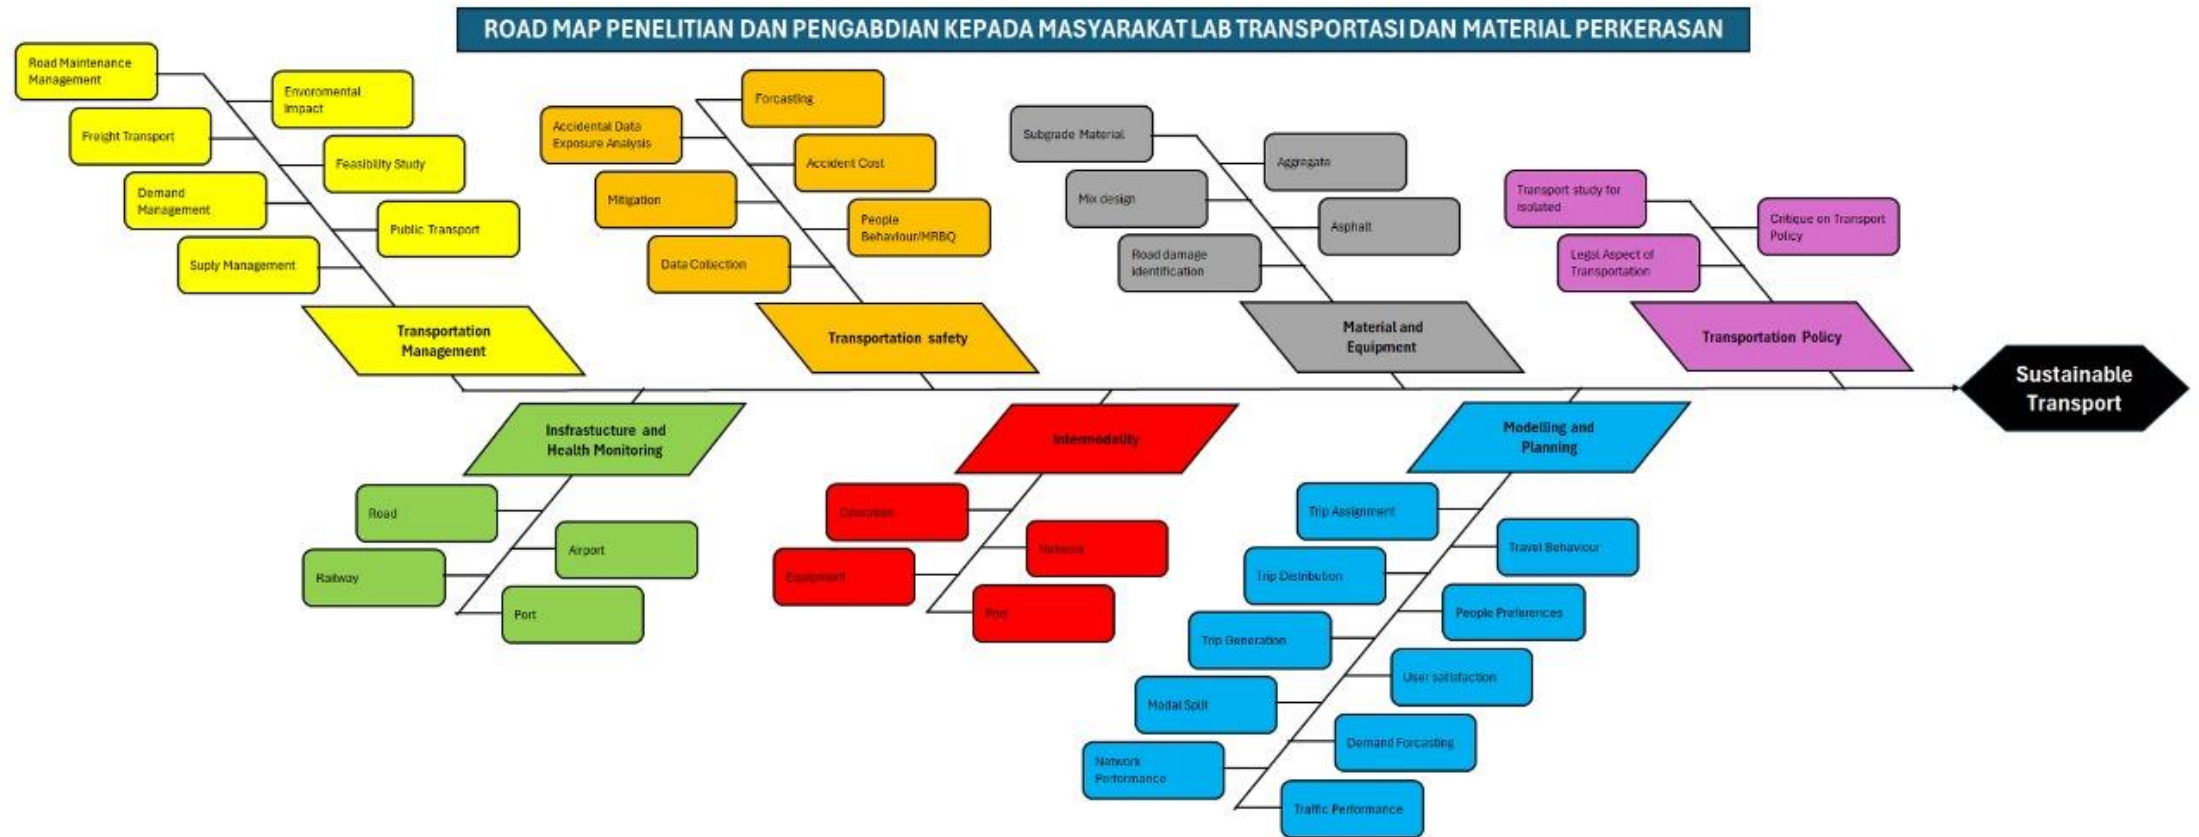 ROAD MAP PENELITIAN DAN PENGABDIAN KEPADA MASYARAKAT LAB TRANSPORTASI DAN MATERIAL PERKERASAN
Road Maintenance
Management
Enviromental
Impact
Freight Transport
Feasibility Study
Demand
Management
Public Transport
Suply Management
Transportation
Management
Forcasting
Accidental Data
Exposure Analysis
Accident Cost
Mitigation
People
Behaviour/MRBQ
Data Collection
Transportation safety
Subgrade Material
Aggregate
Mix design
Asphalt
Road damage
identification
Material and
Equipment
Transport study for
isolated
Critique on Transport
Policy
Legal Aspect of
Transportation
Transportation Policy
Sustainable
Transport
Insfrastucture and
Health Monitoring
Road
Airport
Railway
Port
Intermodality
Operation
Network
Equipment
Port
Modelling and
Planning
Trip Assignment
Travel Behaviour
Trip Distribution
People Preferences
Trip Generation
User satisfaction
Modal Split
Demand Forcasting
Network
Performance
Traffic Performance